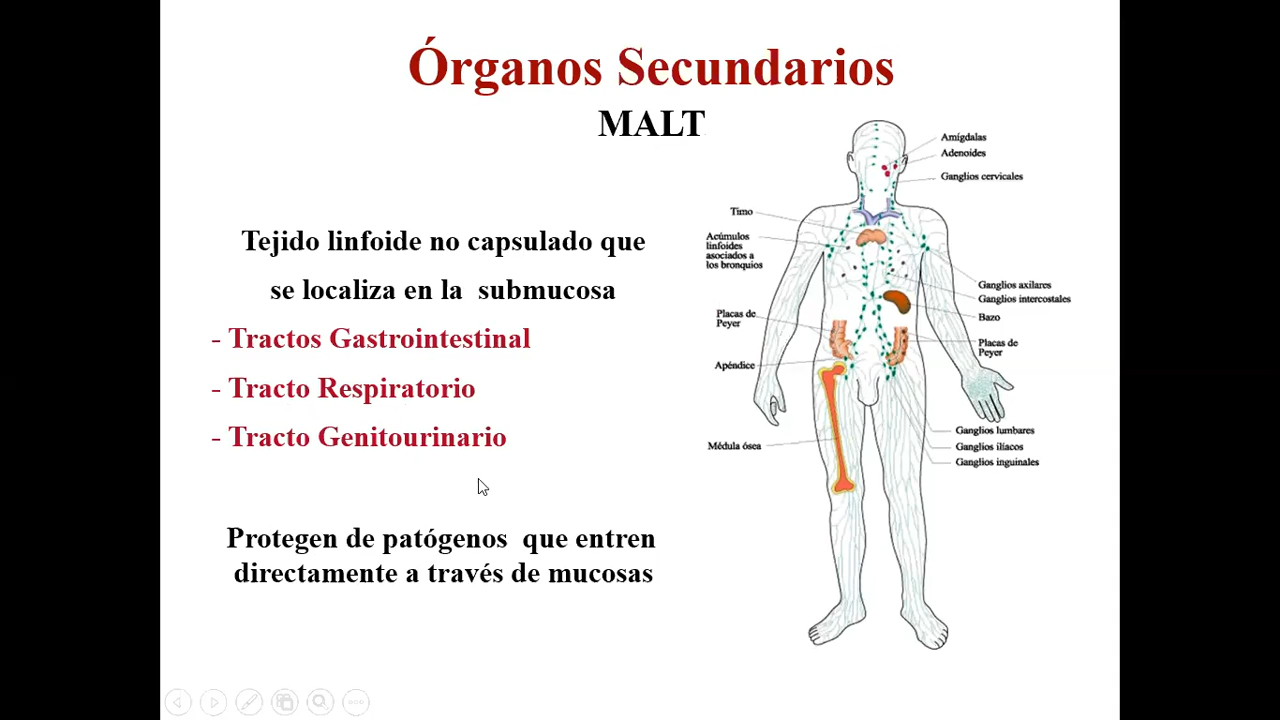 Órganos Secundarios
MALT
Tejido linfoide no capsulado que
se localiza en la submucosa
- Tractos Gastrointestinal
- Tracto Respiratorio
- Tracto Genitourinario
Protegen de patógenos que entren
directamente a través de mucosas
Amígdalas
Adenoides
Ganglios cervicales
Timo
Acúmulos
linfoides
asociados a
los bronquios
Ganglios axilares
Ganglios intercostales
Bazo
Placas de
Peyer
Placas de
Peyer
Apéndice
Ganglios lumbares
Ganglios ilíacos
Ganglios inguinales
Médula ósea